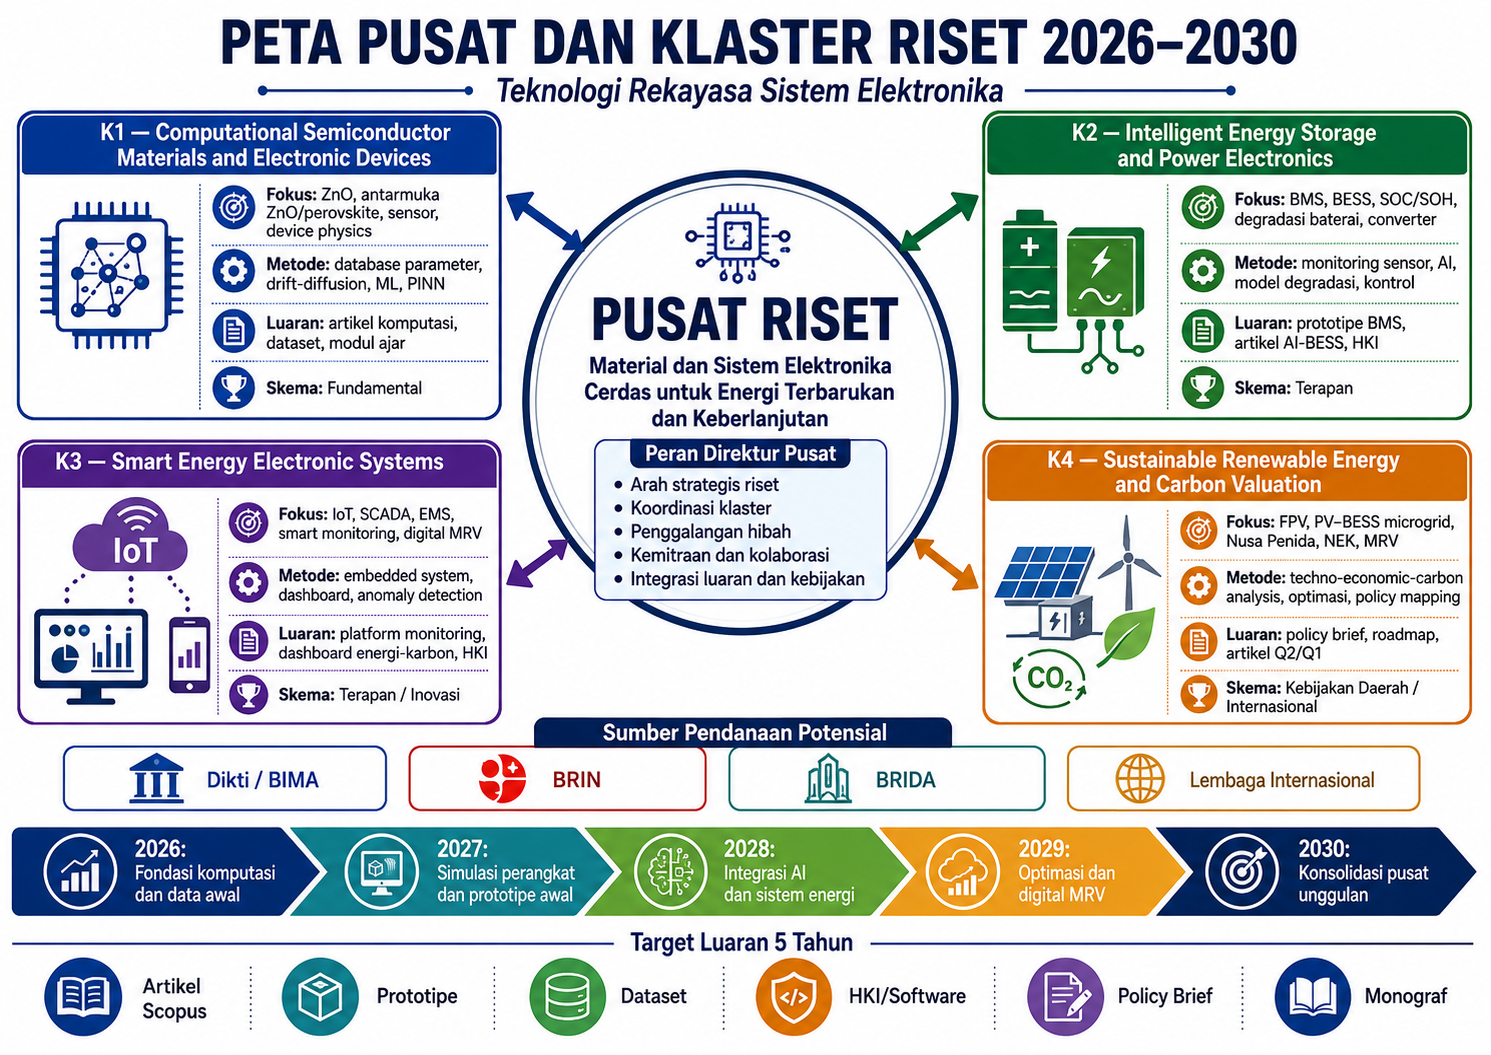 PETA PUSAT DAN KLASTER RISET 2026–2030
Teknologi Rekayasa Sistem Elektronika
K1 — Computational Semiconductor
Materials and Electronic Devices
Fokus: ZnO, antarmuka
ZnO/perovskite, sensor,
device physics
Metode: database parameter,
drift-diffusion, ML, PINN
Luaran: artikel komputasi,
dataset, modul ajar
Skema: Fundamental
K2 — Intelligent Energy Storage
and Power Electronics
Fokus: BMS, BESS, SOC/SOH,
degradasi baterai, converter
Metode: monitoring sensor, AI,
model degradasi, kontrol
Luaran: prototipe BMS,
artikel AI-BESS, HKI
Skema: Terapan
PUSAT RISET
Material dan Sistem Elektronika
Cerdas untuk Energi Terbarukan
dan Keberlanjutan
Peran Direktur Pusat
• Arah strategis riset
• Koordinasi klaster
• Penggalangan hibah
• Kemitraan dan kolaborasi
• Integrasi luaran dan kebijakan
K3 — Smart Energy Electronic Systems
IoT
Fokus: IoT, SCADA, EMS,
smart monitoring, digital MRV
Metode: embedded system,
dashboard, anomaly detection
Luaran: platform monitoring,
dashboard energi-karbon, HKI
Skema: Terapan / Inovasi
K4 — Sustainable Renewable Energy
and Carbon Valuation
CO₂
Fokus: FPV, PV–BESS microgrid,
Nusa Penida, NEK, MRV
Metode: techno-economic-carbon
analysis, optimasi, policy mapping
Luaran: policy brief, roadmap,
artikel Q2/Q1
Skema: Kebijakan Daerah /
Internasional
Sumber Pendanaan Potensial
Dikti / BIMA
BRIN
BRIDA
Lembaga Internasional
2026:
Fondasi komputasi
dan data awal
2027:
Simulasi perangkat
dan prototipe awal
2028:
Integrasi AI
dan sistem energi
2029:
Optimasi dan
digital MRV
2030:
Konsolidasi pusat
unggulan
Target Luaran 5 Tahun
Artikel
Scopus
Prototipe
Dataset
HKI/Software
Policy Brief
Monograf